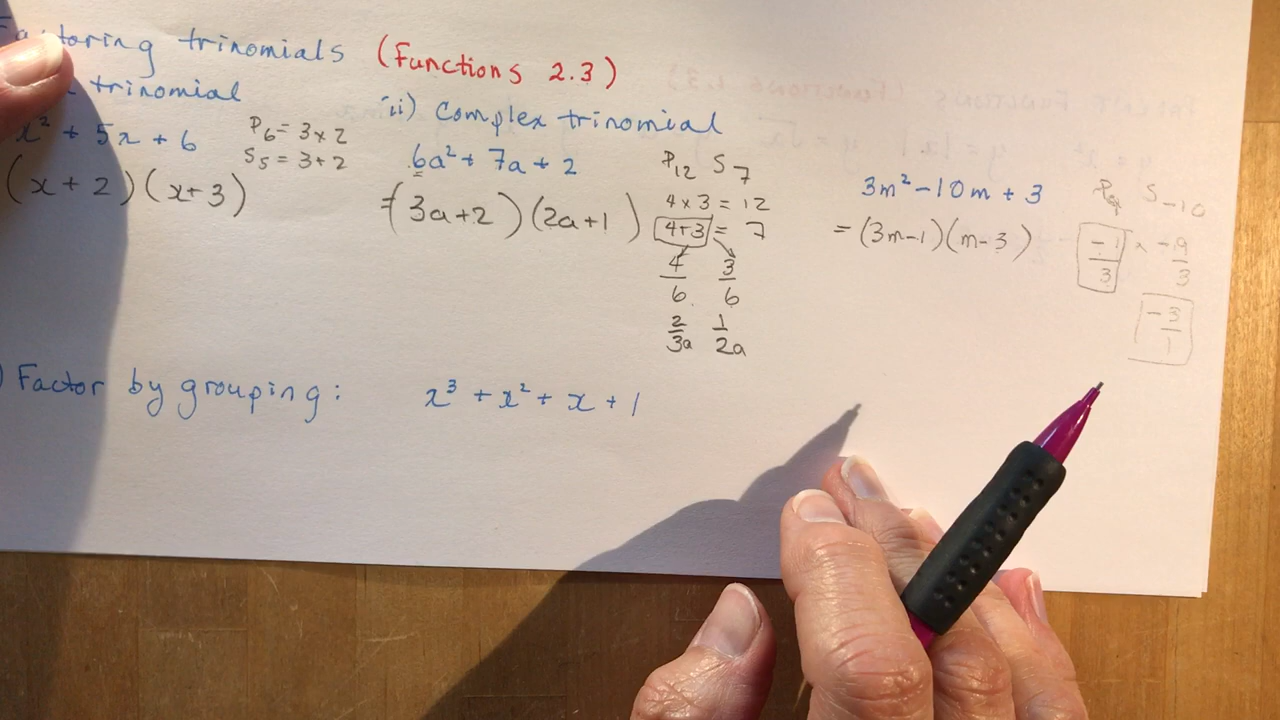 Factoring trinomials (Functions 2.3)
trinomial
x² + 5x + 6
P₆ = 3 x 2
S₅ = 3 + 2
(x + 2)(x + 3)
ii) Complex trinomial
6a² + 7a + 2
= (3a + 2)(2a + 1)
P₁₂ S₇
4 x 3 = 12
4 + 3 = 7
4/6 3/6
2/3a 1/2a
3m² - 10m + 3
= (3m - 1)(m - 3)
P₉ S₋₁₀
-1/3 x -9/3
-3/1
) Factor by grouping: x³ + x² + x + 1